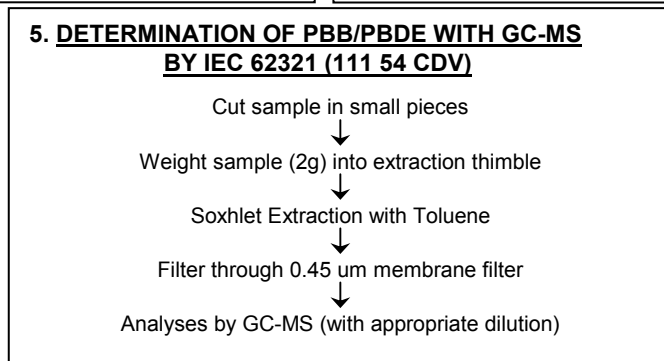 5. DETERMINATION OF PBB/PBDE WITH GC-MS
BY IEC 62321 (111 54 CDV)
Cut sample in small pieces
Weight sample (2g) into extraction thimble
Soxhlet Extraction with Toluene
Filter through 0.45 um membrane filter
Analyses by GC-MS (with appropriate dilution)